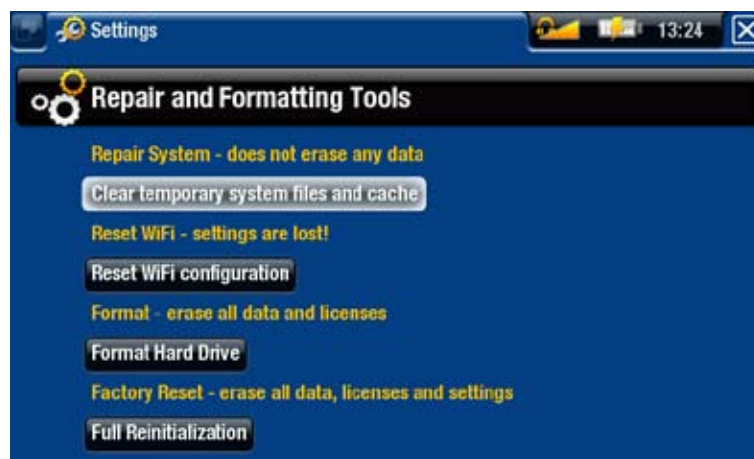 Settings
13:24
Repair and Formatting Tools
Repair System - does not erase any data
Clear temporary system files and cache
Reset WiFi - settings are lost!
Reset WiFi configuration
Format - erase all data and licenses
Format Hard Drive
Factory Reset - erase all data, licenses and settings
Full Reinitialization